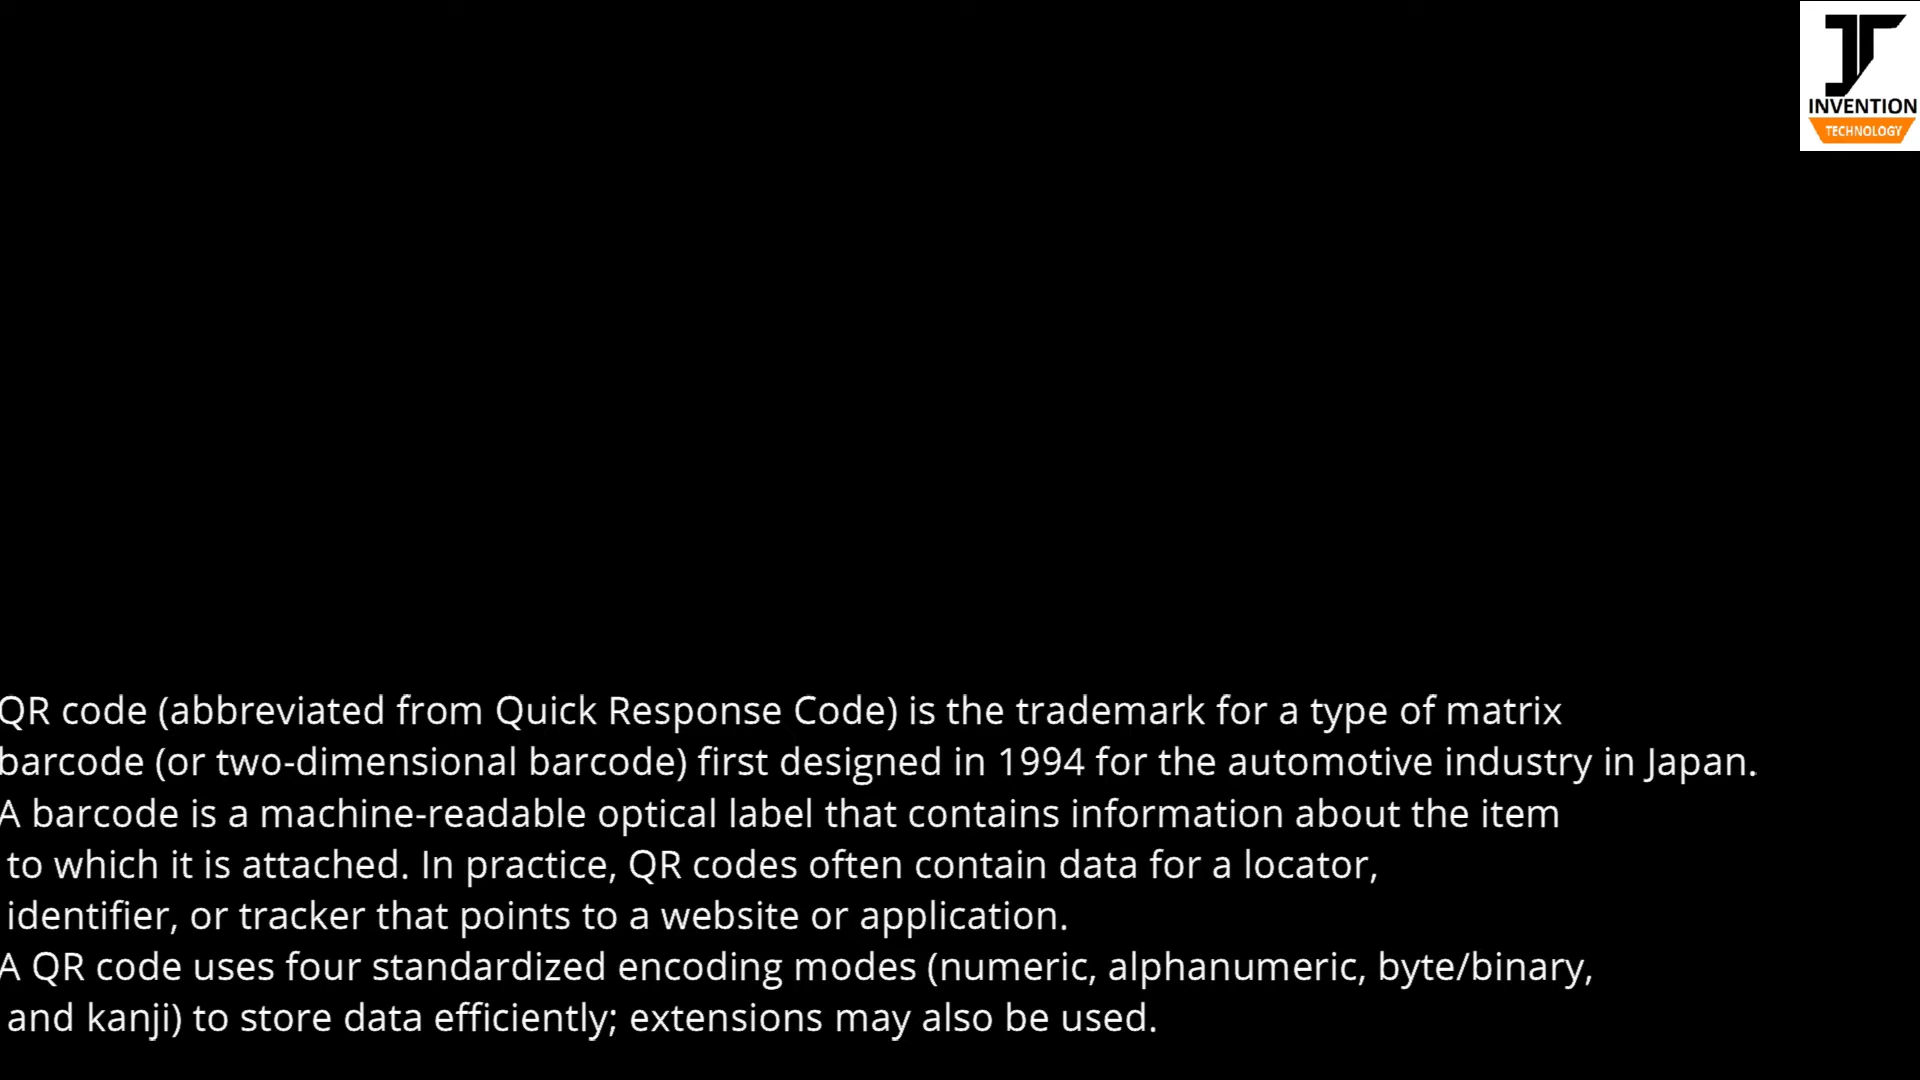 JT
INVENTION
TECHNOLOGY
QR code (abbreviated from Quick Response Code) is the trademark for a type of matrix
barcode (or two-dimensional barcode) first designed in 1994 for the automotive industry in Japan.
A barcode is a machine-readable optical label that contains information about the item
to which it is attached. In practice, QR codes often contain data for a locator,
identifier, or tracker that points to a website or application.
A QR code uses four standardized encoding modes (numeric, alphanumeric, byte/binary,
and kanji) to store data efficiently; extensions may also be used.